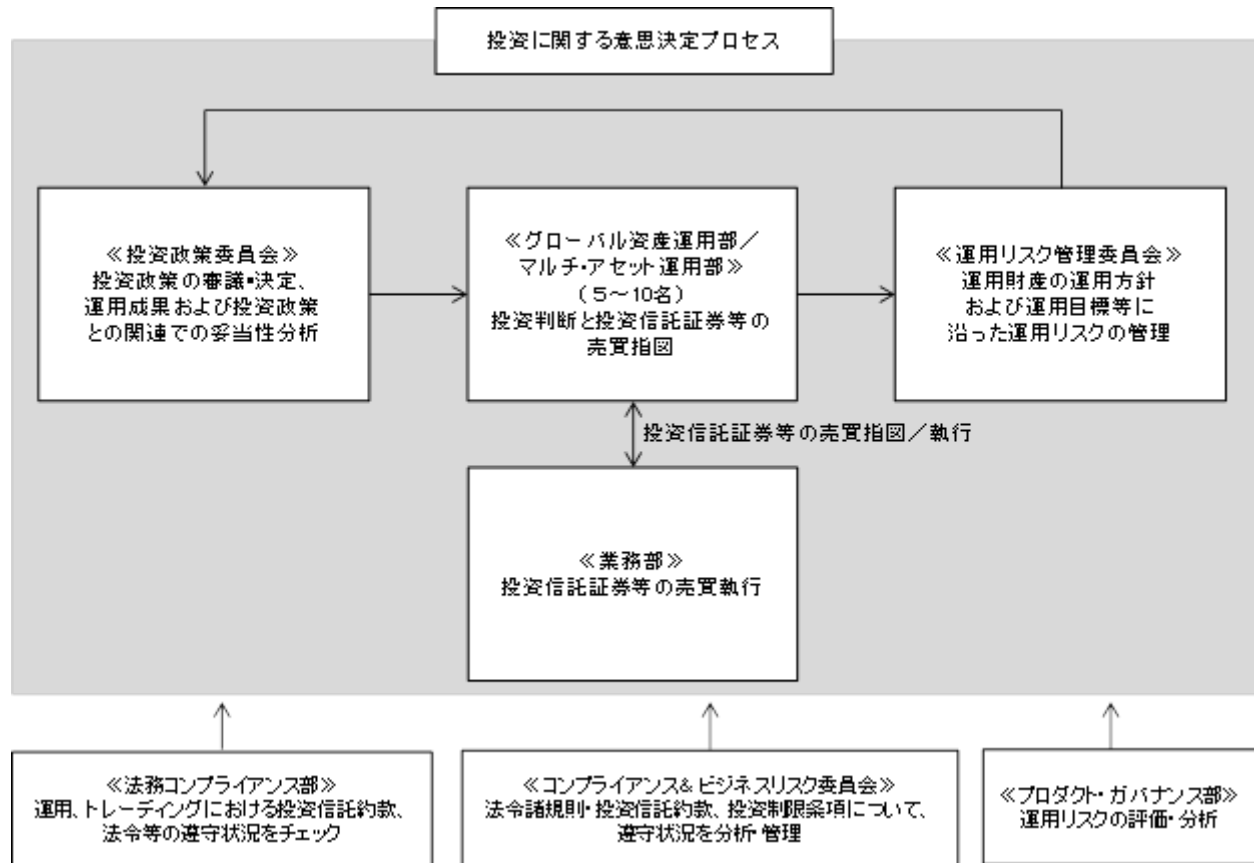 投資に関する意思決定プロセス
≪投資政策委員会≫
投資政策の審議・決定、
運用成果および投資政策
との関連での妥当性分析
≪グローバル資産運用部／
マルチ・アセット運用部≫
（５～10名）
投資判断と投資信託証券等の
売買指図
≪運用リスク管理委員会≫
運用財産の運用方針
および運用目標等に
沿った運用リスクの管理
投資信託証券等の売買指図／執行
≪業務部≫
投資信託証券等の売買執行
≪法務コンプライアンス部≫
運用、トレーディングにおける投資信託約款、
法令等の遵守状況をチェック
≪コンプライアンス＆ビジネスリスク委員会≫
法令諸規則・投資信託約款、投資制限条項について、
遵守状況を分析・管理
≪プロダクト・ガバナンス部≫
運用リスクの評価・分析